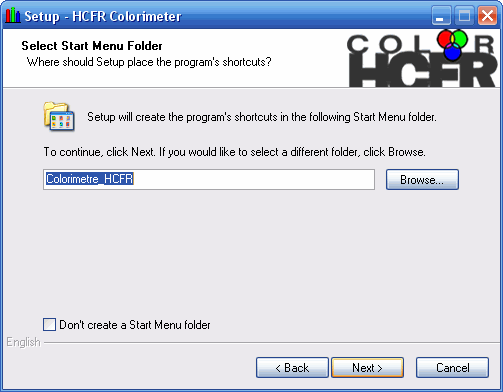 Setup - HCFR Colorimeter
Select Start Menu Folder
Where should Setup place the program's shortcuts?
COLOR
HCFR
Setup will create the program's shortcuts in the following Start Menu folder.
To continue, click Next. If you would like to select a different folder, click Browse.
Colorimetre_HCFR
Browse...
Don't create a Start Menu folder
English
< Back
Next >
Cancel